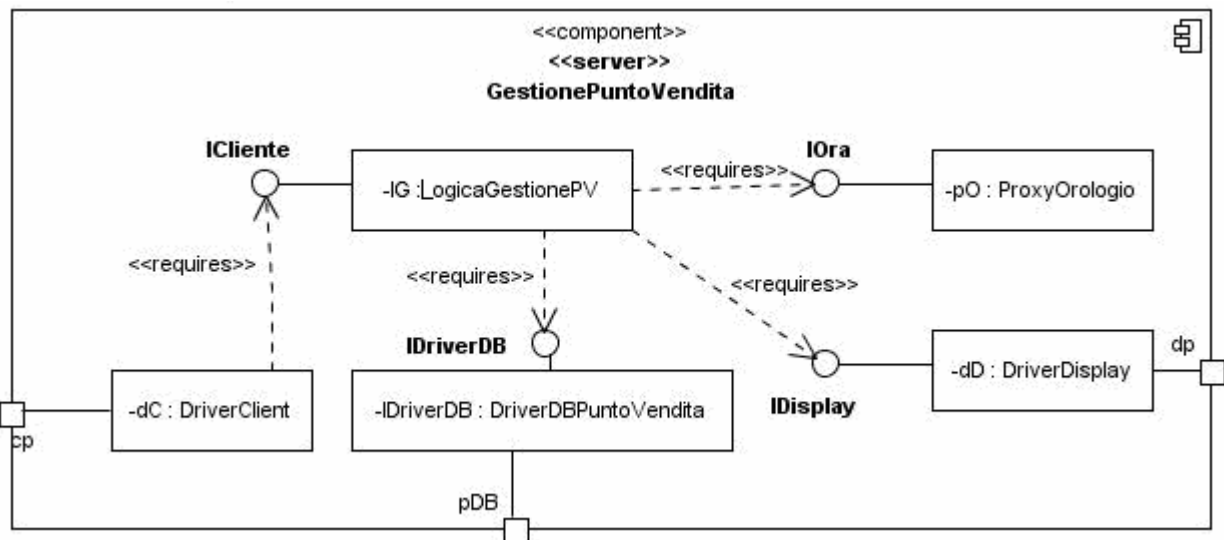 <<component>>
<<server>>
GestionePuntoVendita
ICliente
IOra
<<requires>>
-lG :LogicaGestionePV
-pO : ProxyOrologio
<<requires>>
<<requires>>
<<requires>>
IDriverDB
dp
-dD : DriverDisplay
-dC : DriverClient
-IDriverDB : DriverDBPuntoVendita
IDisplay
cp
pDB